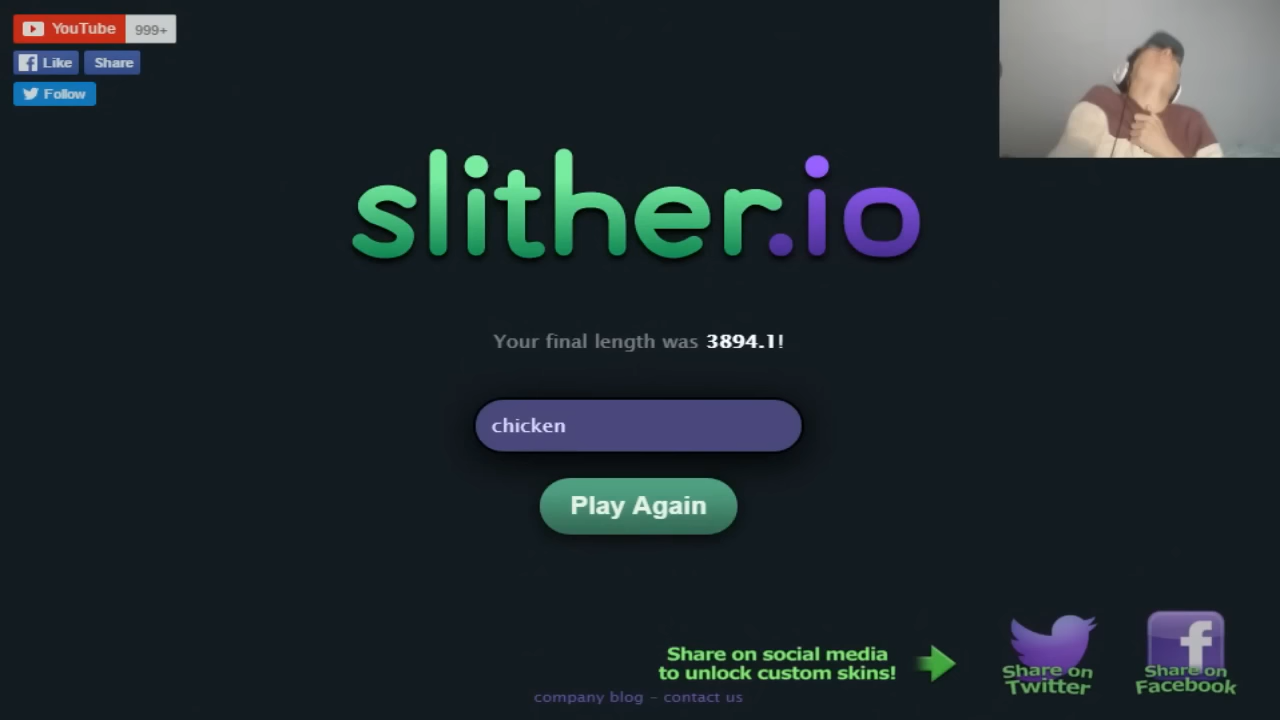 YouTube 999+
Like Share
Follow
slither.io
Your final length was 3894.1!
chicken
Play Again
Share on social media
to unlock custom skins!
Share on
Twitter
Share on
Facebook
company blog - contact us